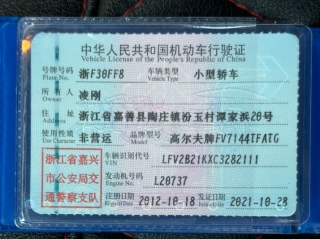 中华人民共和国机动车行驶证
Vehicle License of the People's Republic of China
号牌号码 浙F30FF8 车辆类型 小型轿车
Plate No. Vehicle Type
所有人 凌刚
Owner
住址 浙江省嘉善县陶庄镇汾玉村谭家浜20号
Address
使用性质 非营运 品牌型号 高尔夫牌FV7144TFATG
Use Character Model
浙江省嘉兴 车辆识别代号 LFV2B21KXC3282111
VIN
市公安局交 发动机号码 L20737
Engine No.
通警察支队 注册日期 2012-10-18 发证日期 2021-10-28
Register Date Issue Date